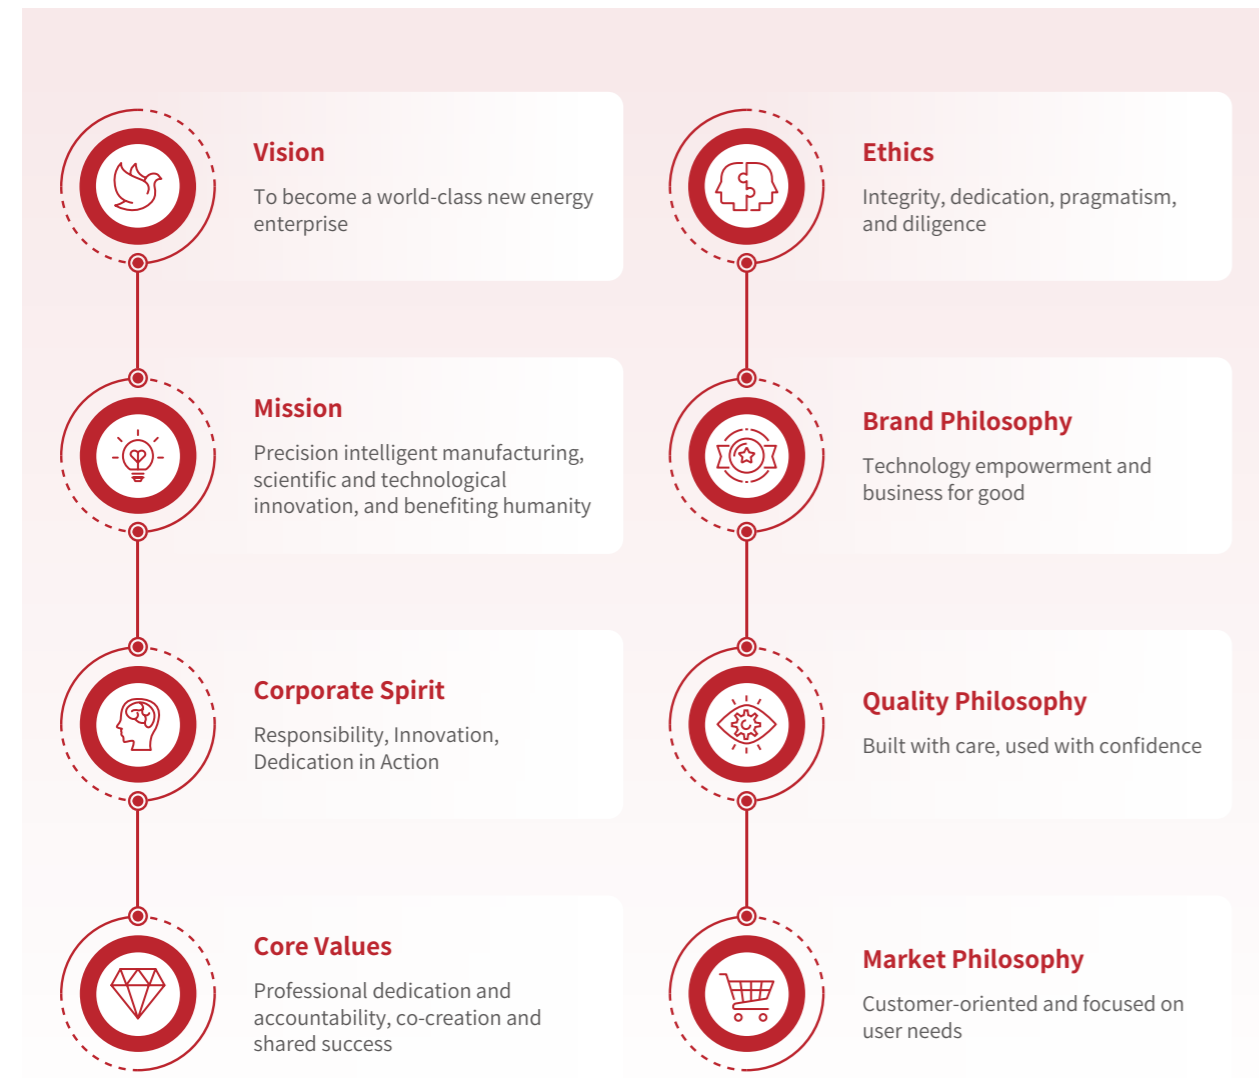 Vision
To become a world-class new energy
enterprise
Mission
Precision intelligent manufacturing,
scientific and technological
innovation, and benefiting humanity
Corporate Spirit
Responsibility, Innovation,
Dedication in Action
Core Values
Professional dedication and
accountability, co-creation and
shared success
Ethics
Integrity, dedication, pragmatism,
and diligence
Brand Philosophy
Technology empowerment and
business for good
Quality Philosophy
Built with care, used with confidence
Market Philosophy
Customer-oriented and focused on
user needs